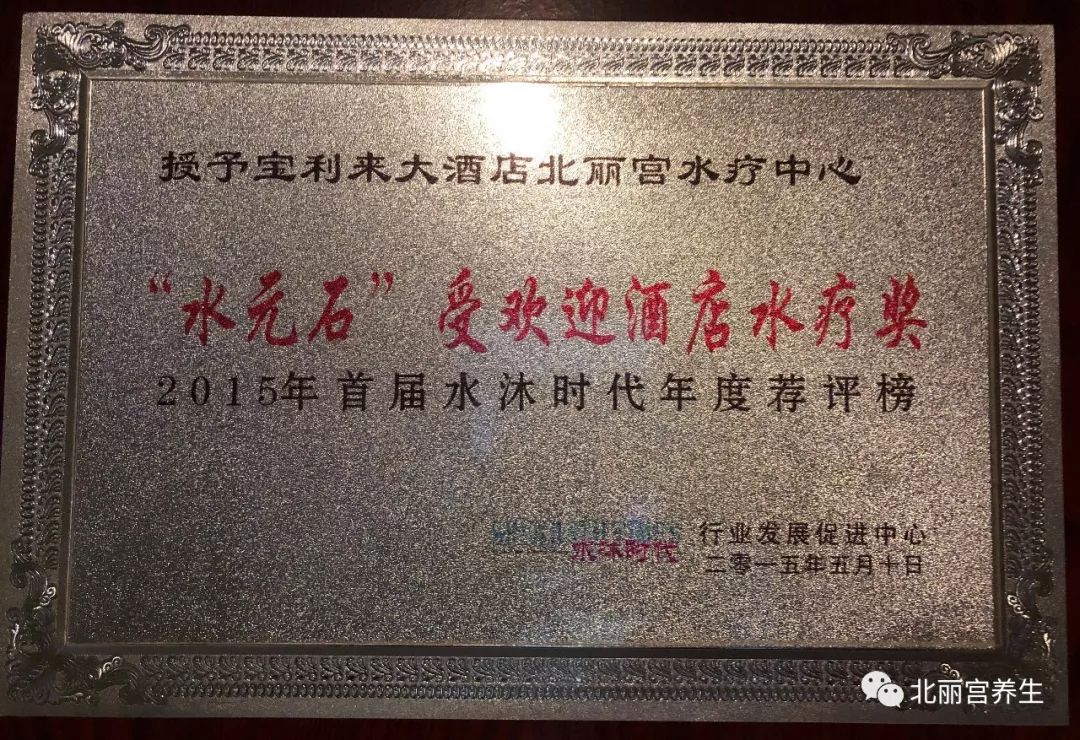 授予宝利来大酒店北丽宫水疗中心
“水元石”受欢迎酒店水疗奖
2015年首届水沐时代年度荐评榜
水沐时代 行业发展促进中心
二零一五年五月十日
北丽宫养生